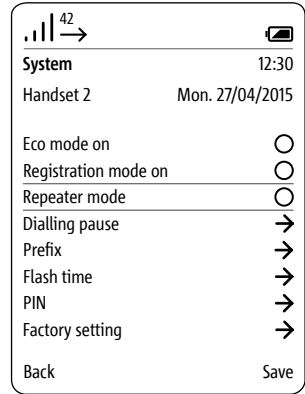 42
System 12:30
Handset 2 Mon. 27/04/2015
Eco mode on
Registration mode on
Repeater mode
Dialling pause
Prefix
Flash time
PIN
Factory setting
Back Save